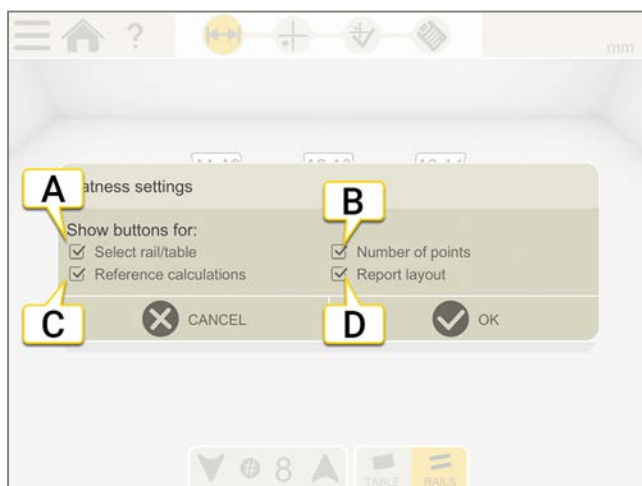 ?
mm
A
B
atness settings
Show buttons for:
Select rail/table
Number of points
Reference calculations
Report layout
C
D
CANCEL
OK
# 8
TABLE
RAILS